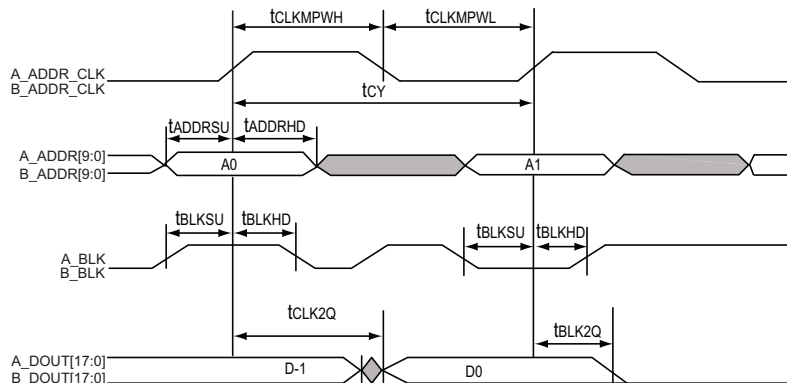 tCLKMPWH tCLKMPWL
A_ADDR_CLK
B_ADDR_CLK
tCY
tADDRSU tADDRHD
A_ADDR[9:0]
B_ADDR[9:0]
A0 A1
tBLKSU tBLKHD tBLKSU tBLKHD
A_BLK
B_BLK
tCLK2Q
tBLK2Q
A_DOUT[17:0]
B_DOUT[17:0]
D-1 D0